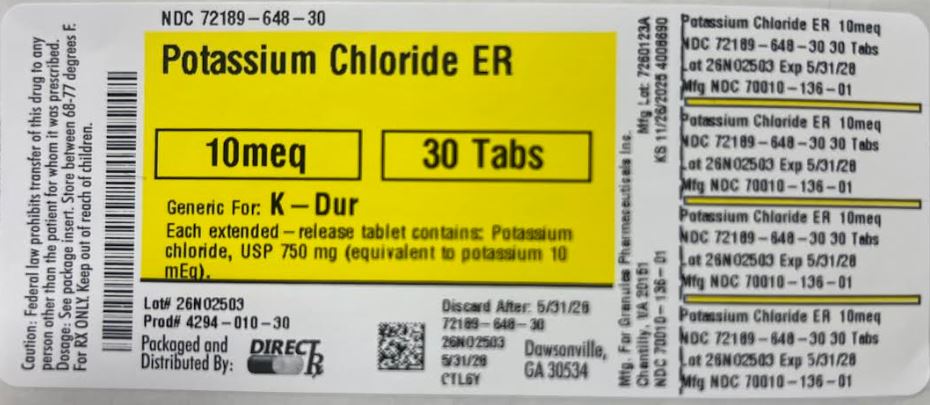 Caution: Federal law prohibits transfer of this drug to any
person other than the patient for whom it was prescribed.
Dosage: See package insert. Store between 68-77 degrees F.
For RX ONLY. Keep out of reach of children.
NDC 72189-648-30
Potassium Chloride ER
10meq
30 Tabs
Generic For: K-Dur
Each extended-release tablet contains: Potassium
chloride, USP 750 mg (equivalent to potassium 10
mEq).
Lot# 26N02503
Prod# 4294-010-30
Packaged and
Distributed By:
DIRECT Rx
Discard After: 5/31/28
72189-648-30
26N02503
5/31/28
CTL6Y
Dawsonville,
GA 30534
Mfg. For Granules Pharmaceuticals Inc.
Chantilly, VA 20151
Mfg Lot: 7260123A
NDC 70010-136-01
KS 11/26/2025 4008690
Potassium Chloride ER 10meq
NDC 72189-648-30 30 Tabs
Lot 26N02503 Exp 5/31/28
Mfg NDC 70010-136-01
Potassium Chloride ER 10meq
NDC 72189-648-30 30 Tabs
Lot 26N02503 Exp 5/31/28
Mfg NDC 70010-136-01
Potassium Chloride ER 10meq
NDC 72189-648-30 30 Tabs
Lot 26N02503 Exp 5/31/28
Mfg NDC 70010-136-01
Potassium Chloride ER 10meq
NDC 72189-648-30 30 Tabs
Lot 26N02503 Exp 5/31/28
Mfg NDC 70010-136-01